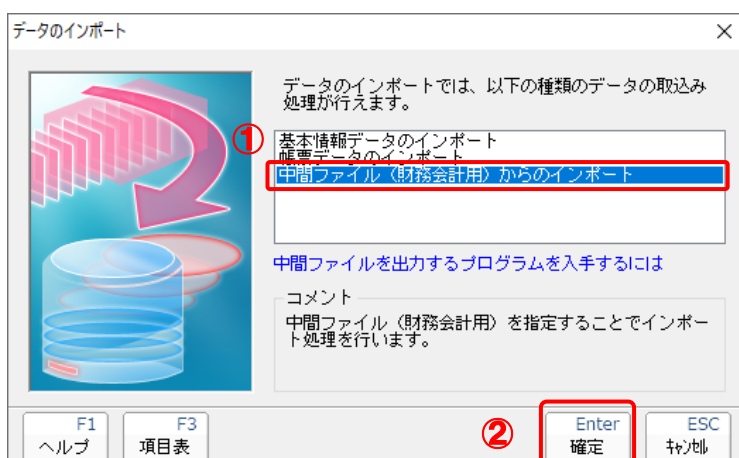 データのインポート
データのインポートでは、以下の種類のデータの取込み
処理が行えます。
①
基本情報データのインポート
帳票データのインポート
中間ファイル（財務会計用）からのインポート
中間ファイルを出力するプログラムを入手するには
コメント
中間ファイル（財務会計用）を指定することでインポー
ト処理を行います。
F1
ヘルプ
F3
項目表
②
Enter
確定
ESC
ｷｬﾝｾﾙ